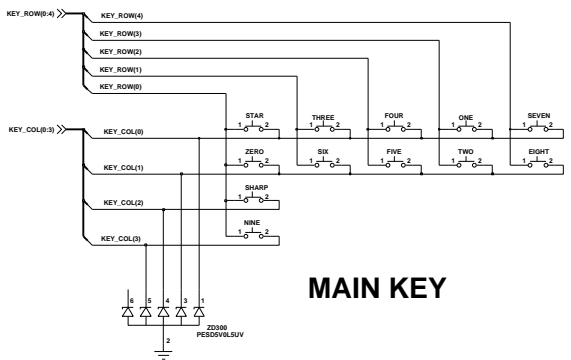 KEY_ROW(0:4) KEY_ROW(4)
KEY_ROW(3)
KEY_ROW(2)
KEY_ROW(1)
KEY_ROW(0)
STAR THREE FOUR ONE SEVEN
1 2 1 2 1 2 1 2 1 2
KEY_COL(0:3) KEY_COL(0)
ZERO SIX FIVE TWO EIGHT
1 2 1 2 1 2 1 2 1 2
KEY_COL(1)
SHARP
1 2
KEY_COL(2)
NINE
1 2
KEY_COL(3)
MAIN KEY
6 5 4 3 1
ZD300
PESD5V0L5UV
2